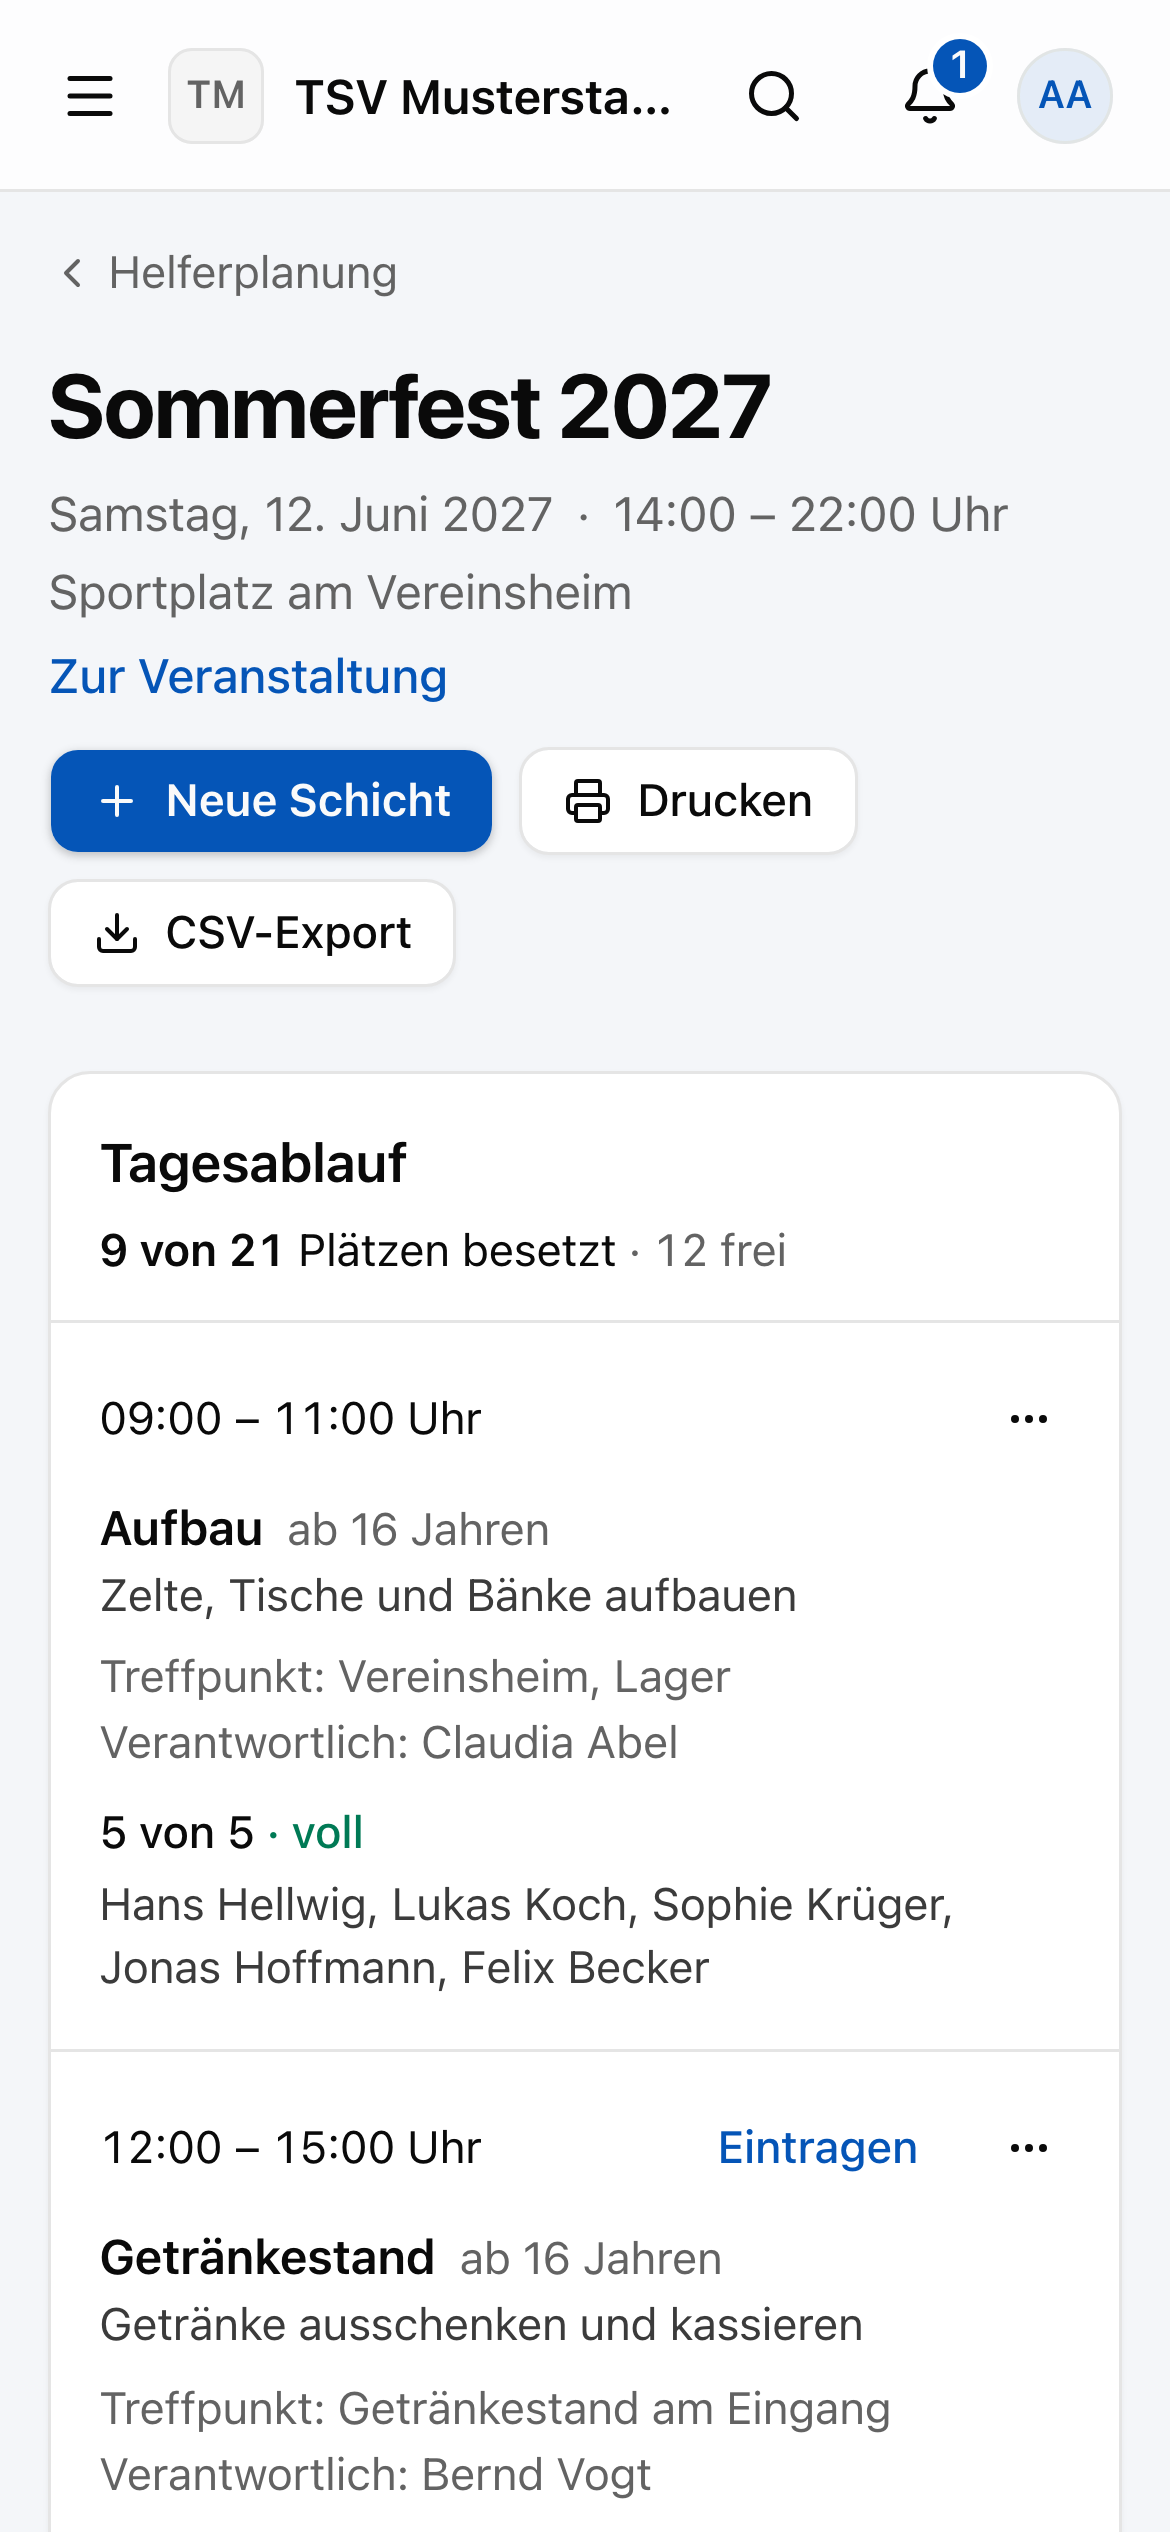 TM TSV Mustersta... 1 AA
Helferplanung
Sommerfest 2027
Samstag, 12. Juni 2027 · 14:00 – 22:00 Uhr
Sportplatz am Vereinsheim
Zur Veranstaltung
Neue Schicht Drucken
CSV-Export
Tagesablauf
9 von 21 Plätzen besetzt · 12 frei
09:00 – 11:00 Uhr
Aufbau ab 16 Jahren
Zelte, Tische und Bänke aufbauen
Treffpunkt: Vereinsheim, Lager
Verantwortlich: Claudia Abel
5 von 5 · voll
Hans Hellwig, Lukas Koch, Sophie Krüger,
Jonas Hoffmann, Felix Becker
12:00 – 15:00 Uhr Eintragen
Getränkestand ab 16 Jahren
Getränke ausschenken und kassieren
Treffpunkt: Getränkestand am Eingang
Verantwortlich: Bernd Vogt